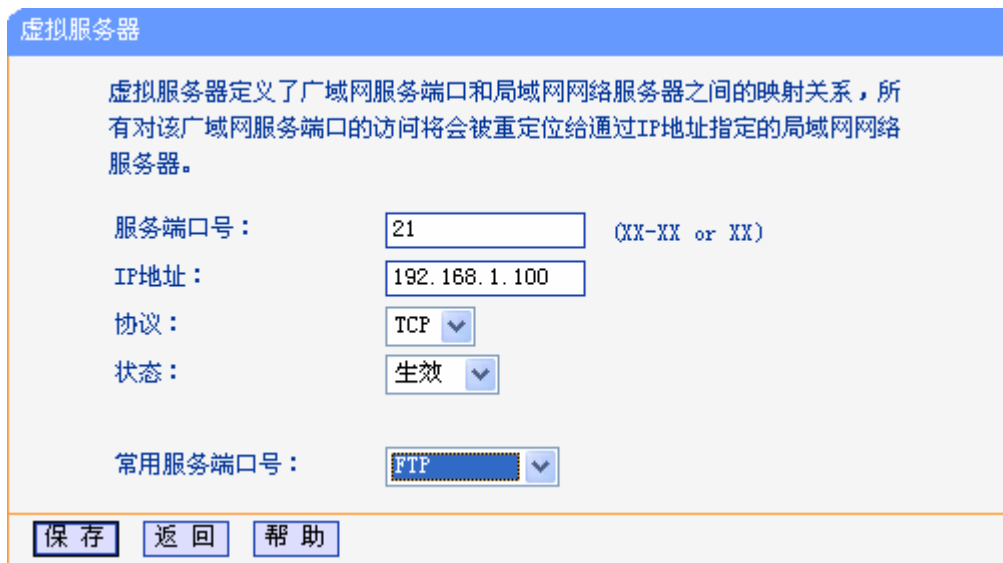 虚拟服务器
虚拟服务器定义了广域网服务端口和局域网网络服务器之间的映射关系，所
有对该广域网服务端口的访问将会被重定位给通过IP地址指定的局域网网络
服务器。
服务端口号： 21 (XX-XX or XX)
IP地址： 192.168.1.100
协议： TCP
状态： 生效
常用服务端口号： FTP
保 存 返 回 帮 助